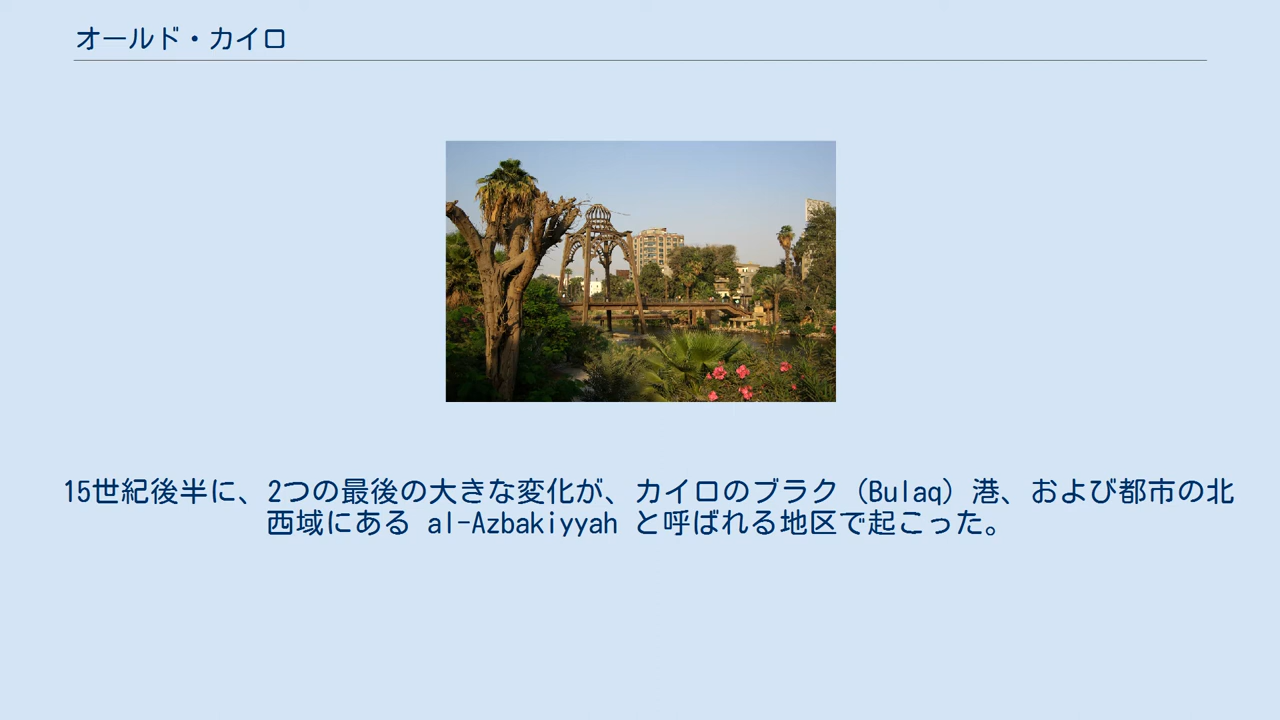 オールド・カイロ
15世紀後半に、2つの最後の大きな変化が、カイロのブラク (Bulaq) 港、および都市の北
西域にある al-Azbakiyyah と呼ばれる地区で起こった。